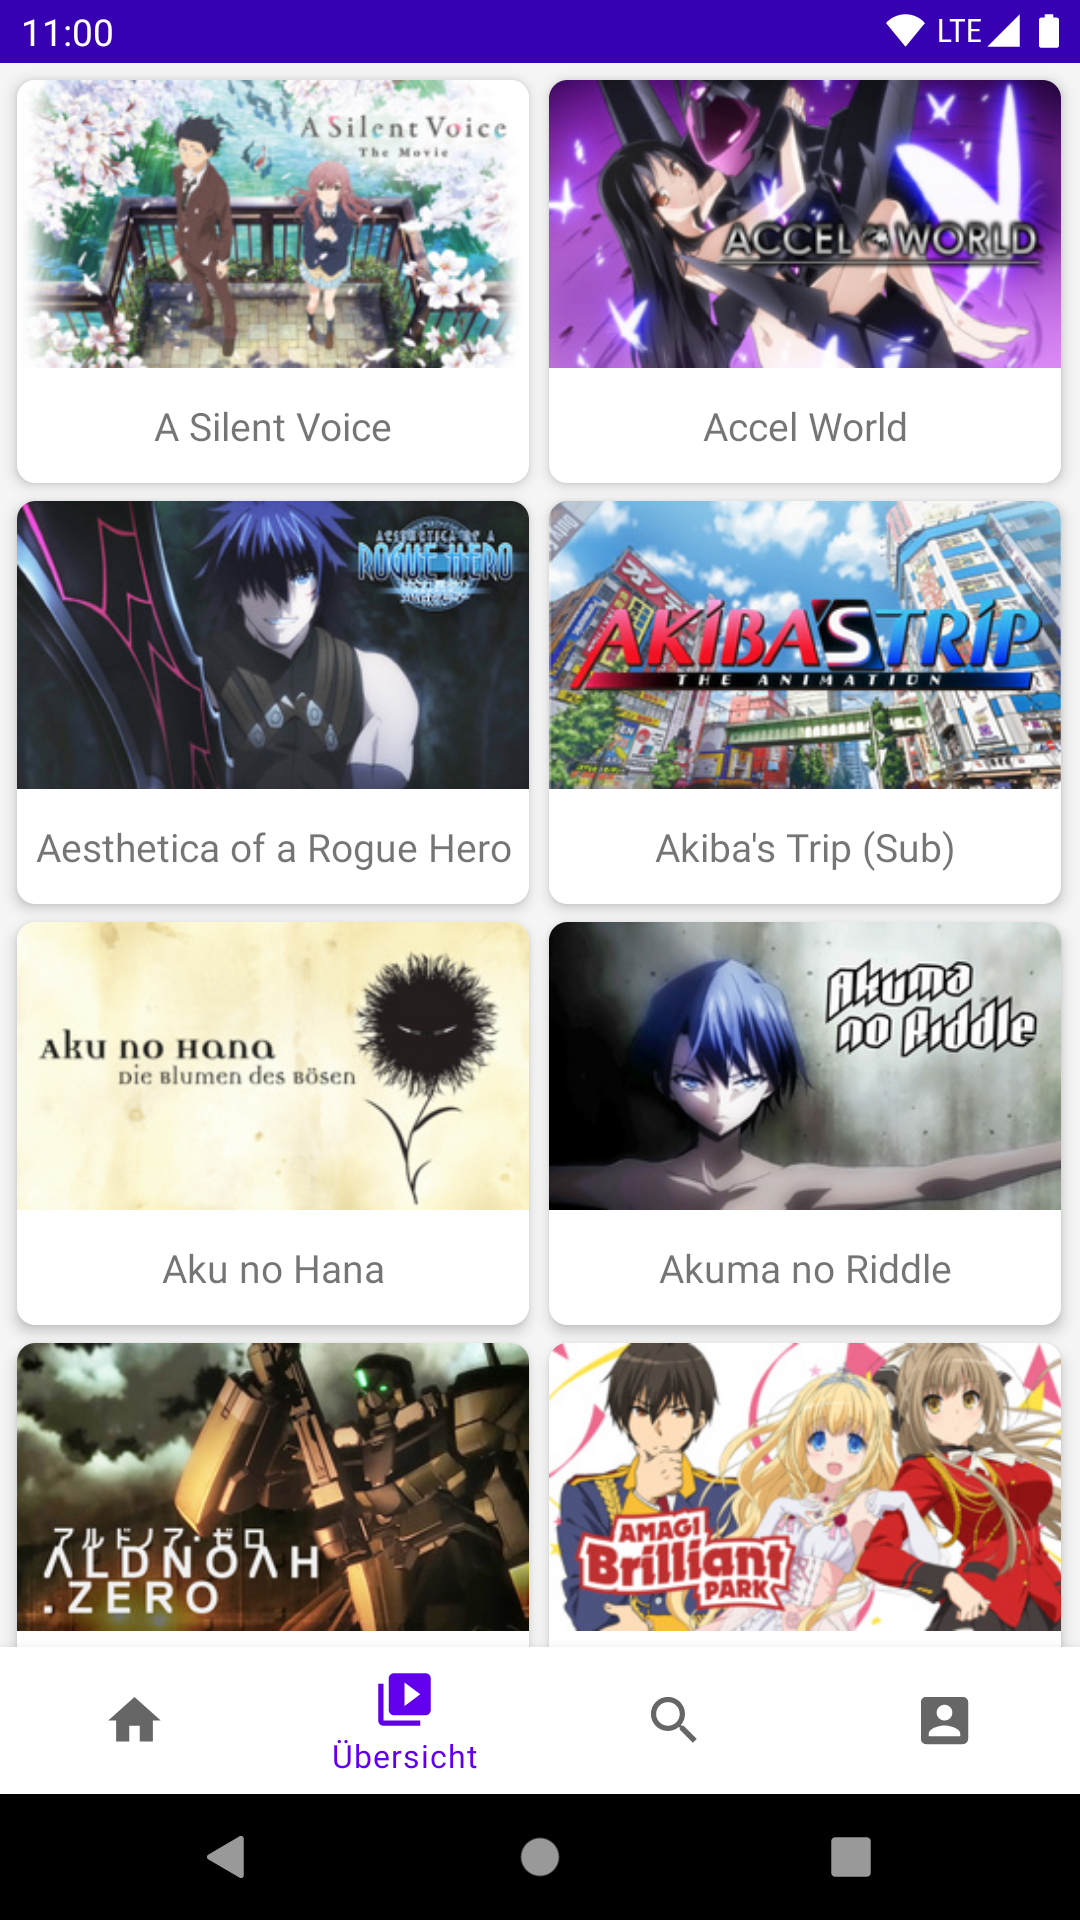 11:00
LTE
A Silent Voice
The Movie
ACCEL WORLD
A Silent Voice
Accel World
AESTHETICA OF A
ROGUE HERO
AKIBA'S TRIP
THE ANIMATION
Aesthetica of a Rogue Hero
Akiba's Trip (Sub)
Aku no Hana
Die Blumen des Bösen
Akuma
no Riddle
Aku no Hana
Akuma no Riddle
アルドノア・ゼロ
ALDNOAH
.ZERO
AMAGI
Brilliant
PARK
Übersicht